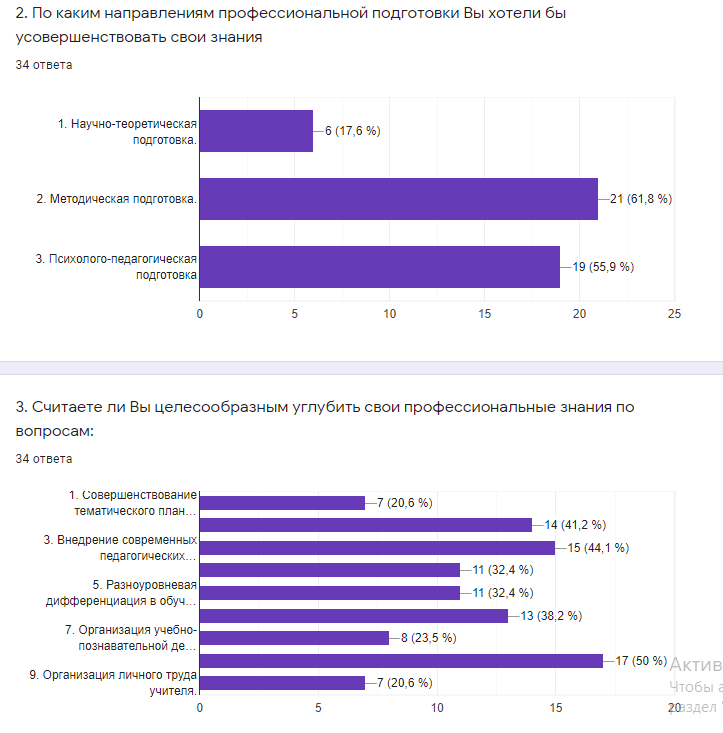 2. По каким направлениям профессиональной подготовки Вы хотели бы
усовершенствовать свои знания
34 ответа
1. Научно-теоретическая
подготовка.
6 (17,6 %)
2. Методическая подготовка.
21 (61,8 %)
3. Психолого-педагогическая
подготовка
19 (55,9 %)
0 5 10 15 20 25
3. Считаете ли Вы целесообразным углубить свои профессиональные знания по
вопросам:
34 ответа
1. Совершенствование
тематического план...
7 (20,6 %)
14 (41,2 %)
3. Внедрение современных
педагогических...
15 (44,1 %)
11 (32,4 %)
5. Разноуровневая
дифференциация в обуч...
11 (32,4 %)
13 (38,2 %)
7. Организация учебно-
познавательной де...
8 (23,5 %)
17 (50 %)
9. Организация личного труда
учителя.
7 (20,6 %)
0 5 10 15 20
Актив
Чтобы а
раздел "